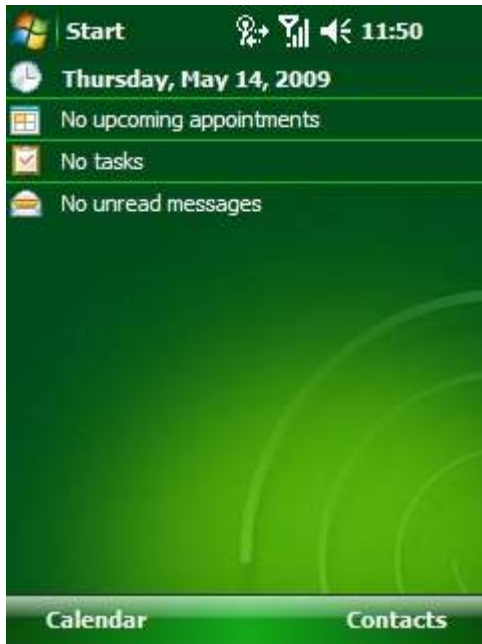 Start 11:50
Thursday, May 14, 2009
No upcoming appointments
No tasks
No unread messages
Calendar Contacts